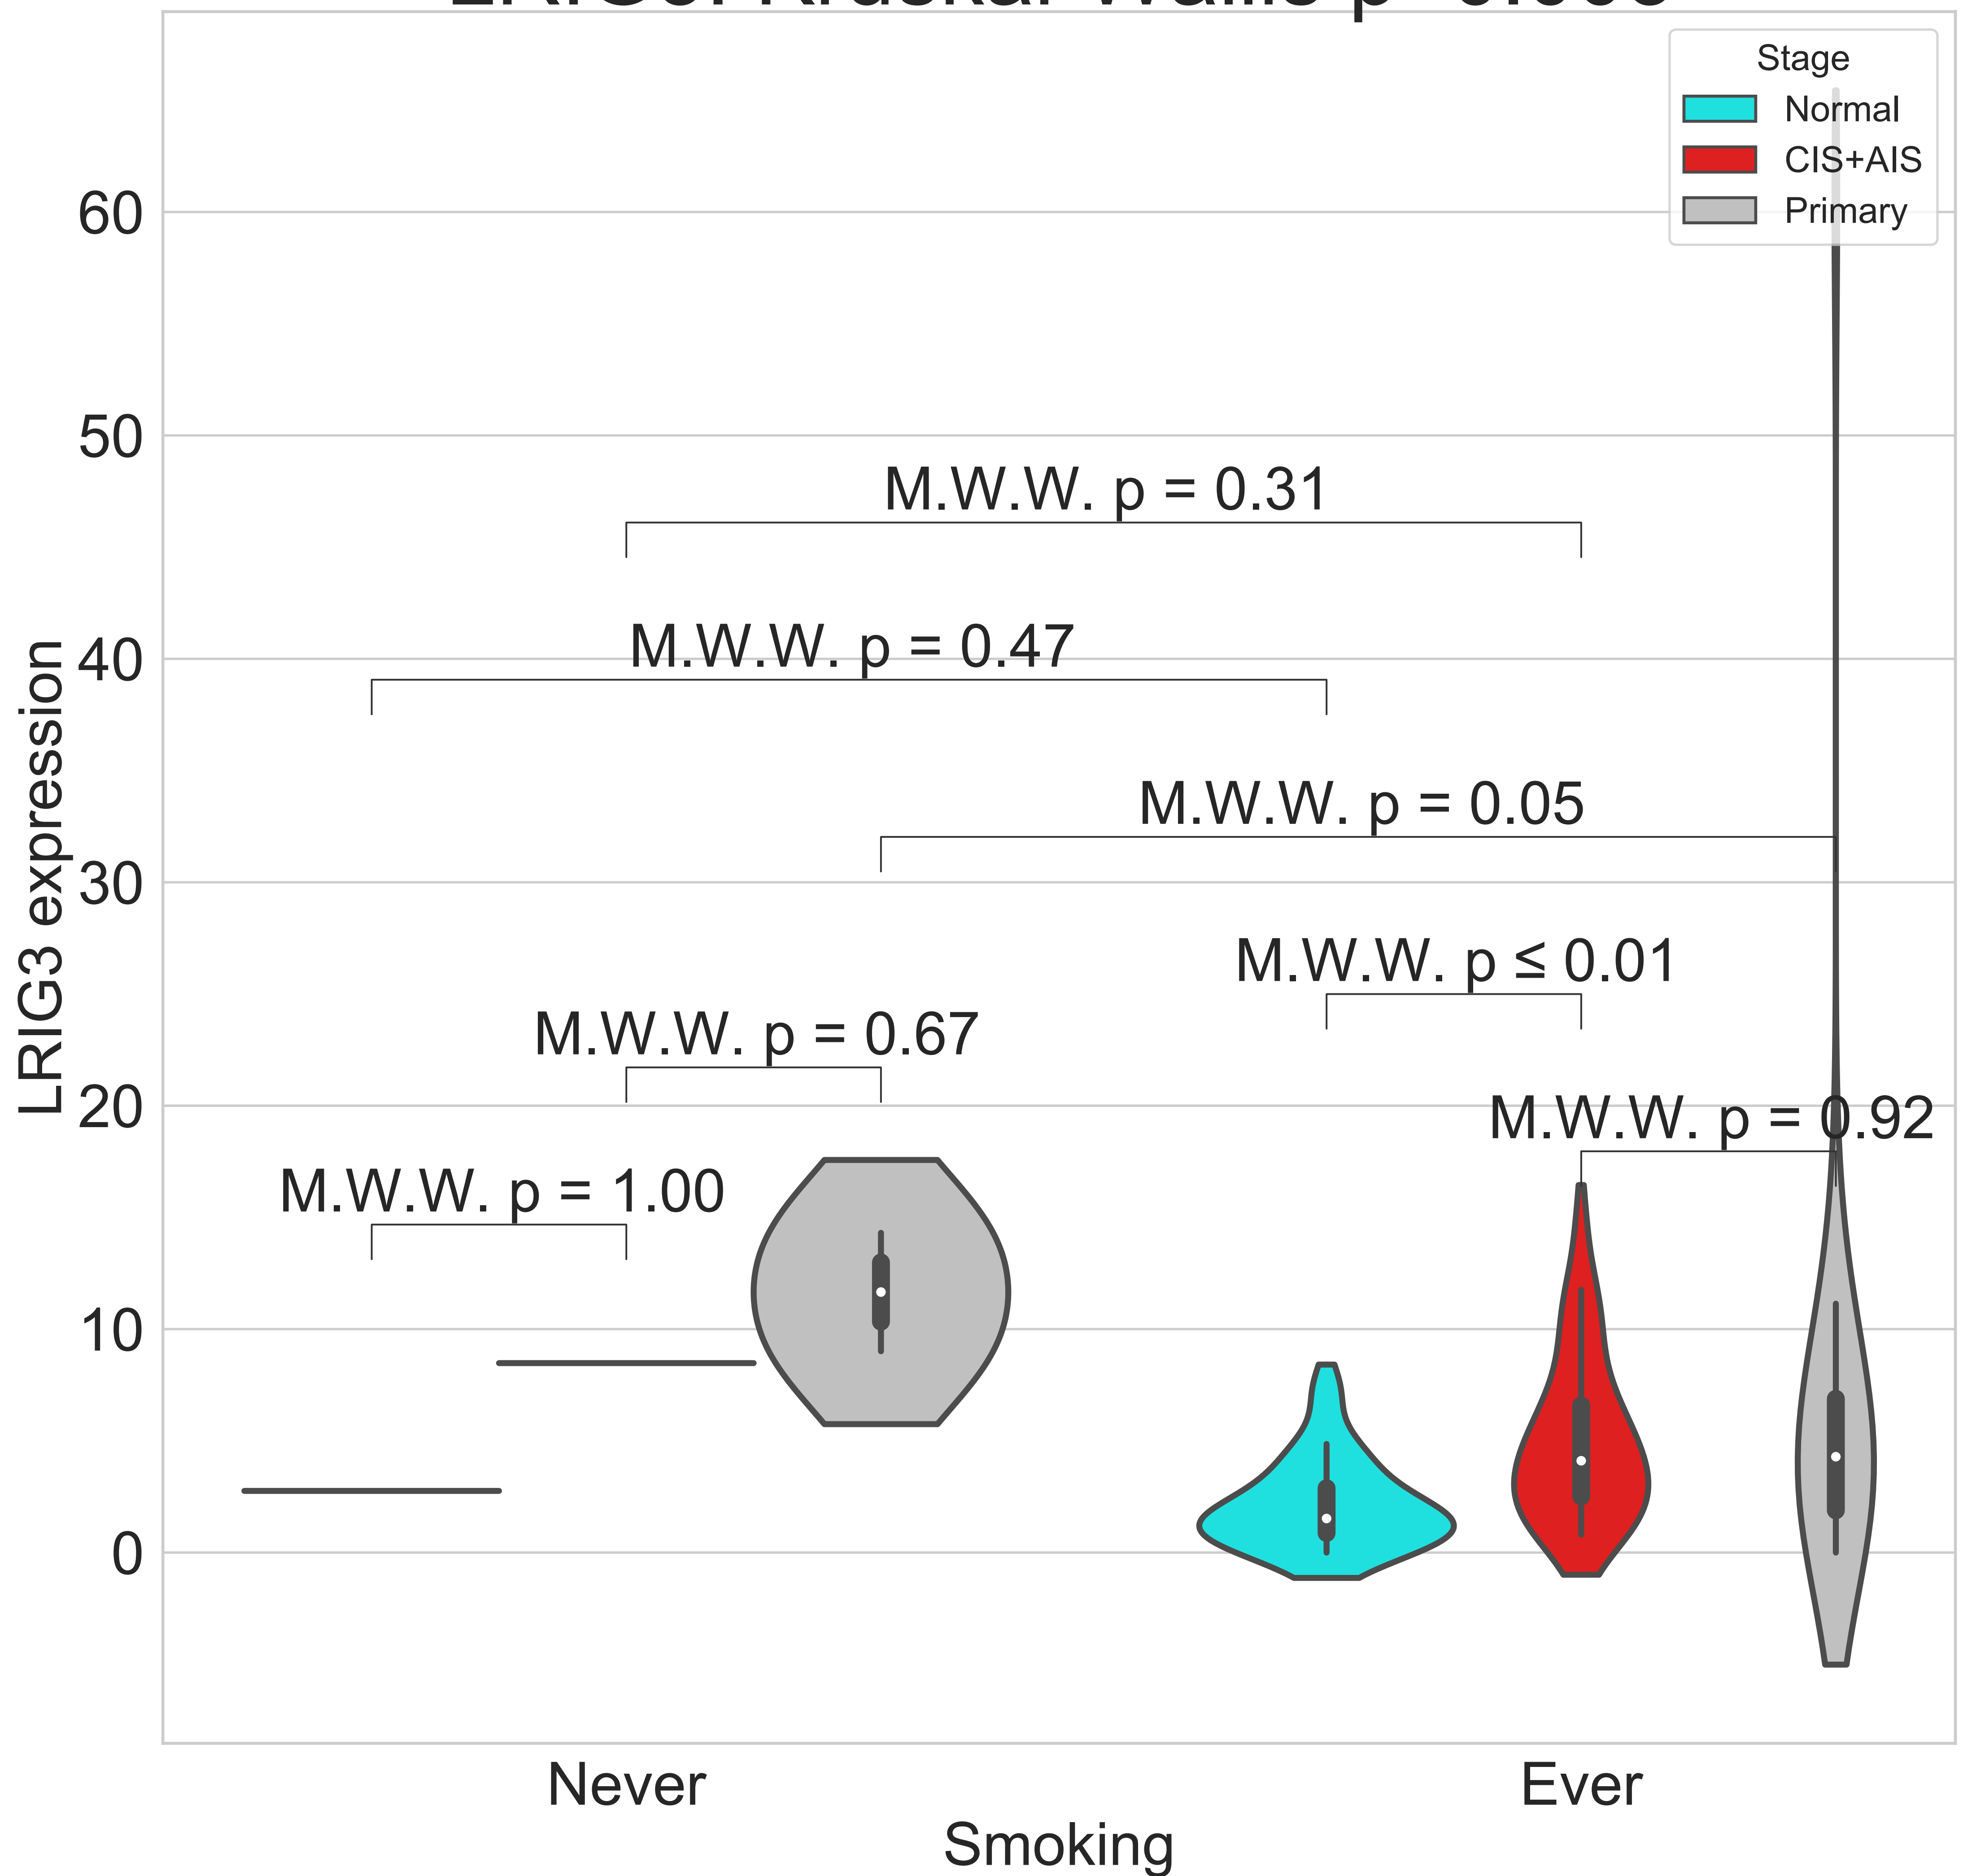 Stage
Normal
CIS+AIS
Primary
60
50
40
30
20
10
0
LRIG3 expression
M.W.W. p = 0.31
M.W.W. p = 0.47
M.W.W. p = 0.05
M.W.W. p ≤ 0.01
M.W.W. p = 0.67
M.W.W. p = 0.92
M.W.W. p = 1.00
Never
Ever
Smoking